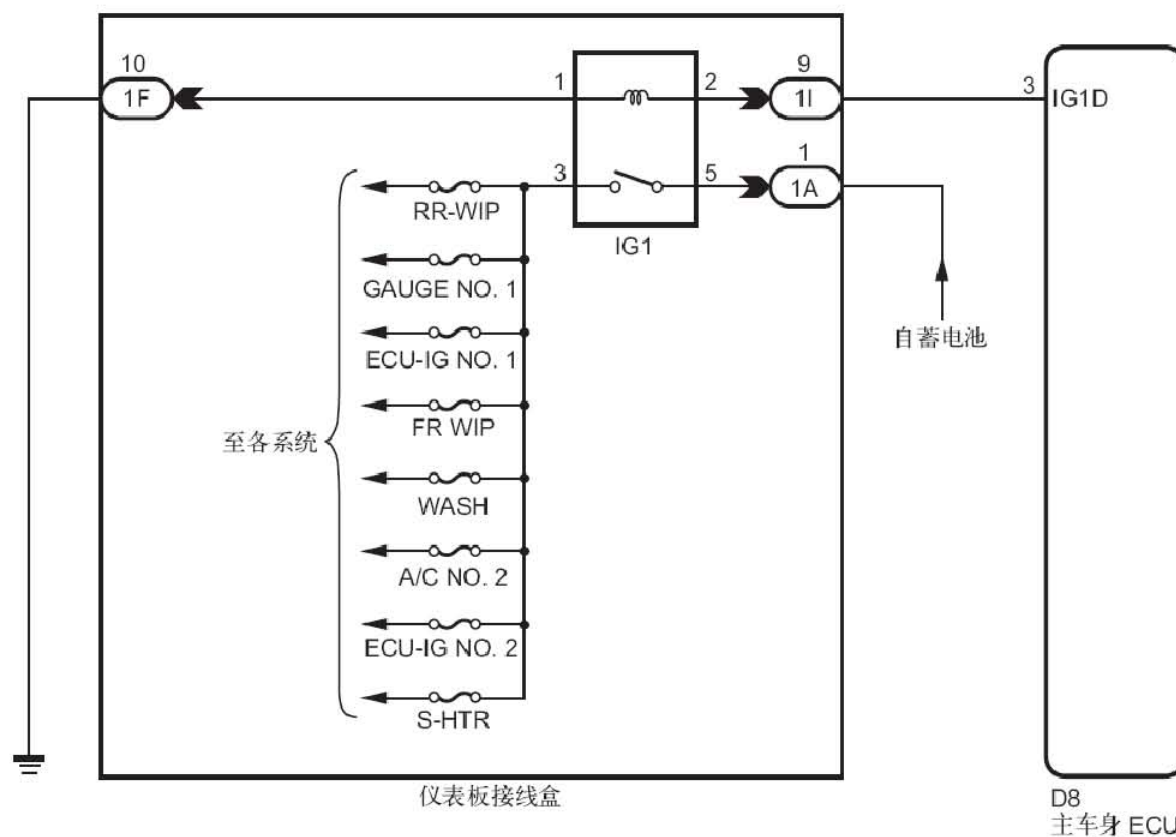 10
1F
1
2
9
1I
3
IG1D
3
5
1
1A
IG1
RR-WIP
GAUGE NO. 1
ECU-IG NO. 1
FR WIP
WASH
A/C NO. 2
ECU-IG NO. 2
S-HTR
至各系统
自蓄电池
仪表板接线盒
D8
主车身 ECU